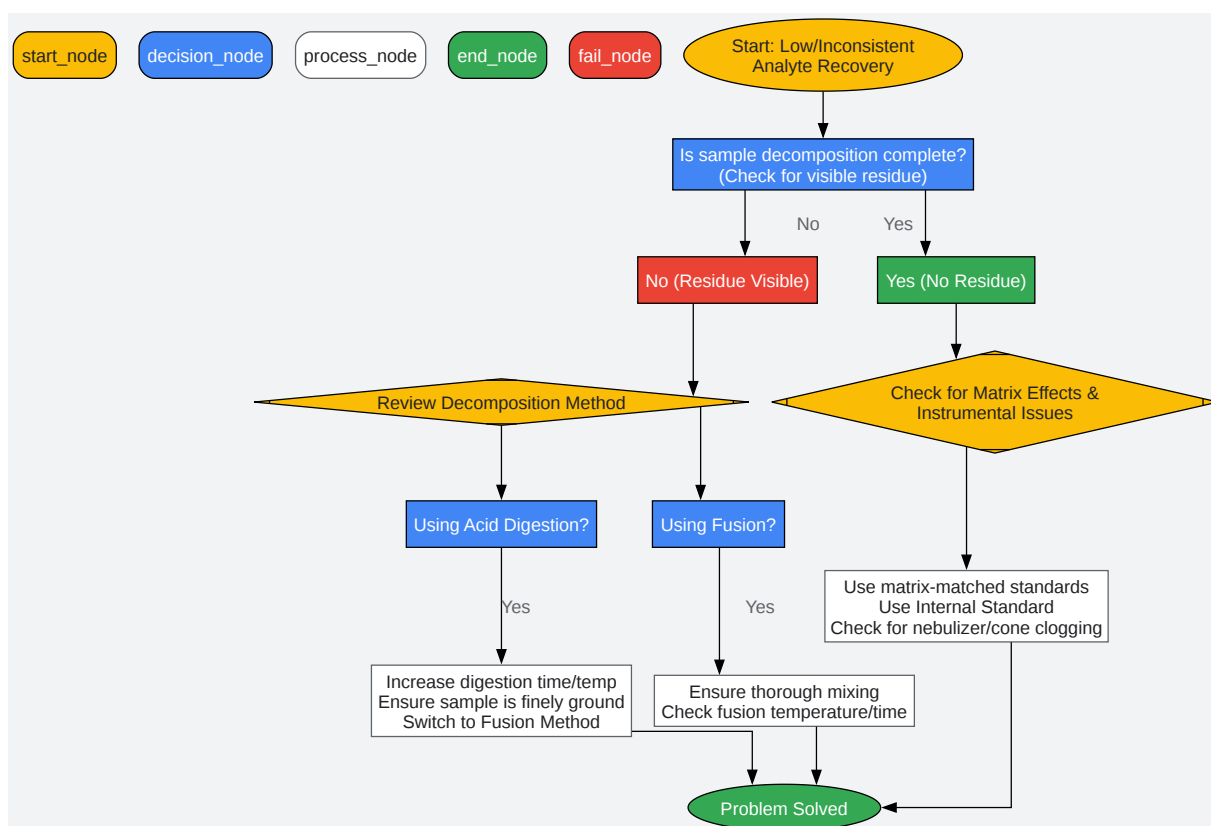 start_node
decision_node
process_node
end_node
fail_node
Start: Low/Inconsistent
Analyte Recovery
Is sample decomposition complete?
(Check for visible residue)
No
Yes
No (Residue Visible)
Yes (No Residue)
Review Decomposition Method
Check for Matrix Effects &
Instrumental Issues
Using Acid Digestion?
Using Fusion?
Use matrix-matched standards
Use Internal Standard
Check for nebulizer/cone clogging
Yes
Yes
Increase digestion time/temp
Ensure sample is finely ground
Switch to Fusion Method
Ensure thorough mixing
Check fusion temperature/time
Problem Solved